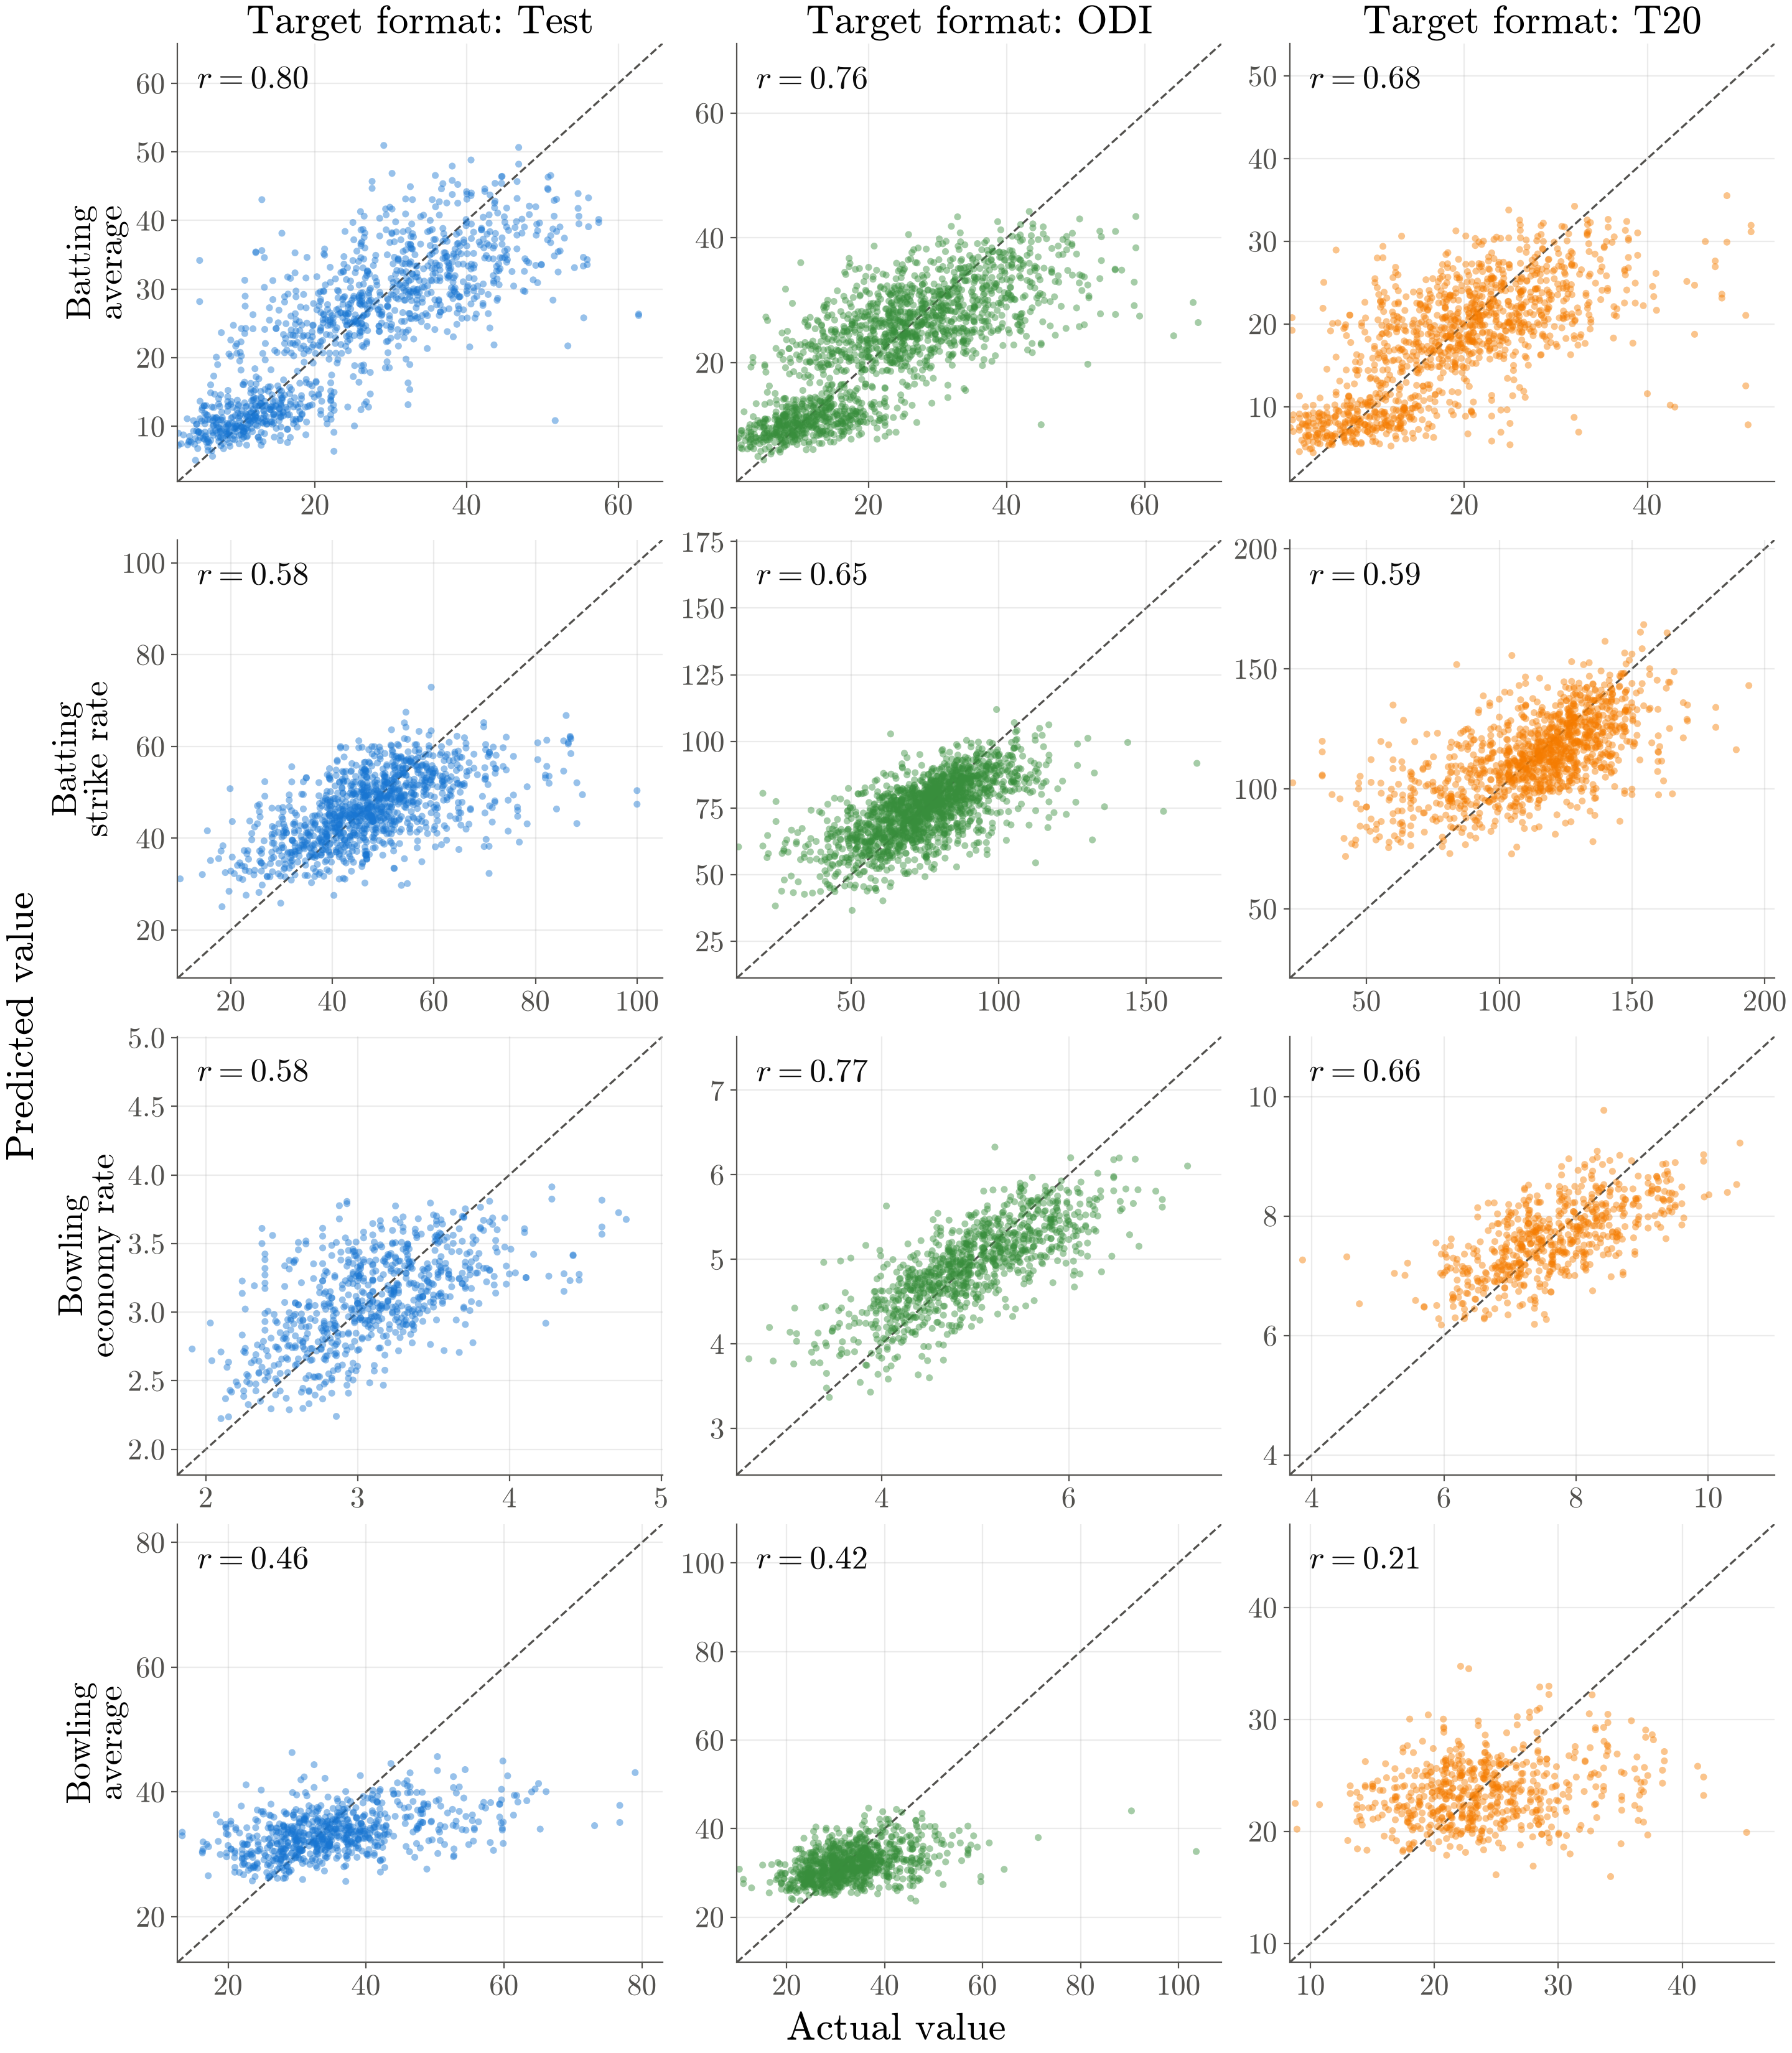 Target format: Test
Target format: ODI
Target format: T20
Predicted value
Batting
average
r = 0.80
60
50
40
30
20
10
20 40 60
r = 0.76
60
40
20
20 40 60
r = 0.68
50
40
30
20
10
20 40
Batting
strike rate
r = 0.58
100
80
60
40
20
20 40 60 80 100
r = 0.65
175
150
125
100
75
50
25
50 100 150
r = 0.59
200
150
100
50
50 100 150 200
Bowling
economy rate
r = 0.58
5.0
4.5
4.0
3.5
3.0
2.5
2.0
2 3 4 5
r = 0.77
7
6
5
4
3
4 6
r = 0.66
10
8
6
4
4 6 8 10
Bowling
average
r = 0.46
80
60
40
20
20 40 60 80
r = 0.42
100
80
60
40
20
20 40 60 80 100
r = 0.21
40
30
20
10
10 20 30 40
Actual value